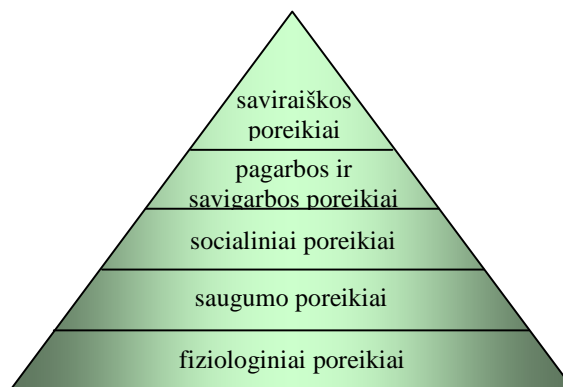 saviraiškos
poreikiai
pagarbos ir
savigarbos poreikiai
socialiniai poreikiai
saugumo poreikiai
fiziologiniai poreikiai